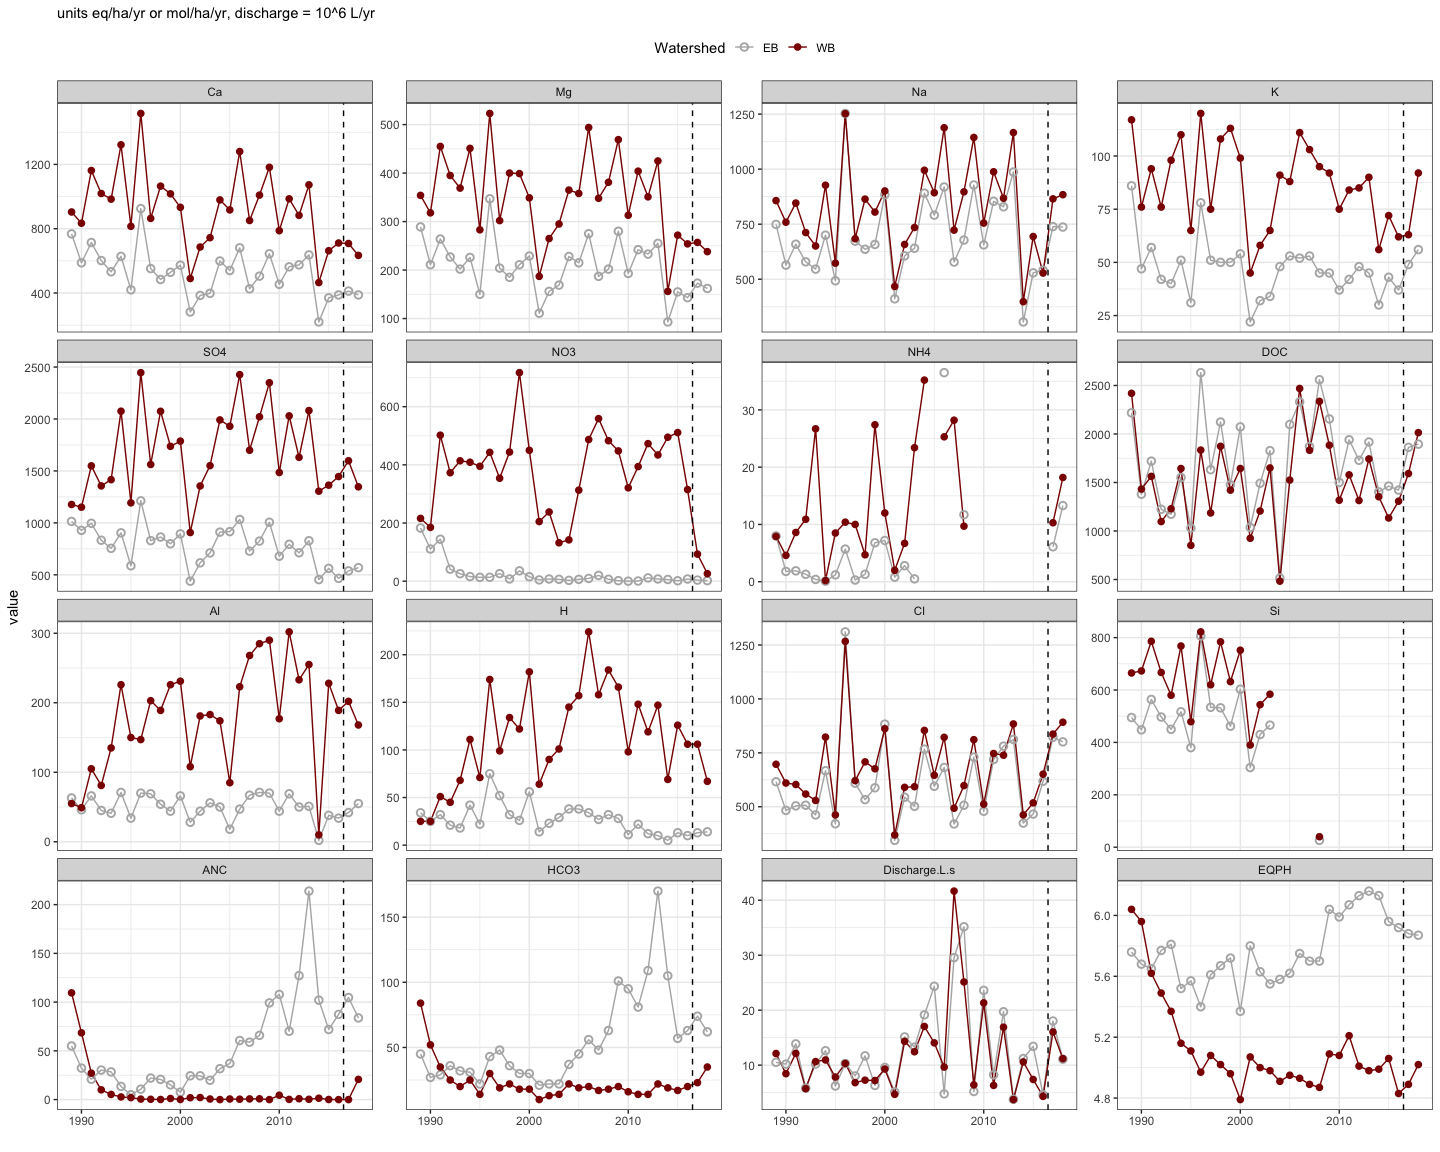 units eq/ha/yr or mol/ha/yr, discharge = 10^6 L/yr
Watershed EB WB
Ca Mg Na K
1200 800 400
500 400 300 200 100
1250 1000 750 500
100 75 50 25
SO4 NO3 NH4 DOC
2500 2000 1500 1000 500
600 400 200 0
30 20 10 0
2500 2000 1500 1000 500
value
Al H Cl Si
300 200 100 0
200 150 100 50 0
1250 1000 750 500
800 600 400 200 0
ANC HCO3 Discharge.L.s EQPH
200 150 100 50 0
150 100 50
40 30 20 10
6.0 5.6 5.2 4.8
1990 2000 2010 1990 2000 2010 1990 2000 2010 1990 2000 2010